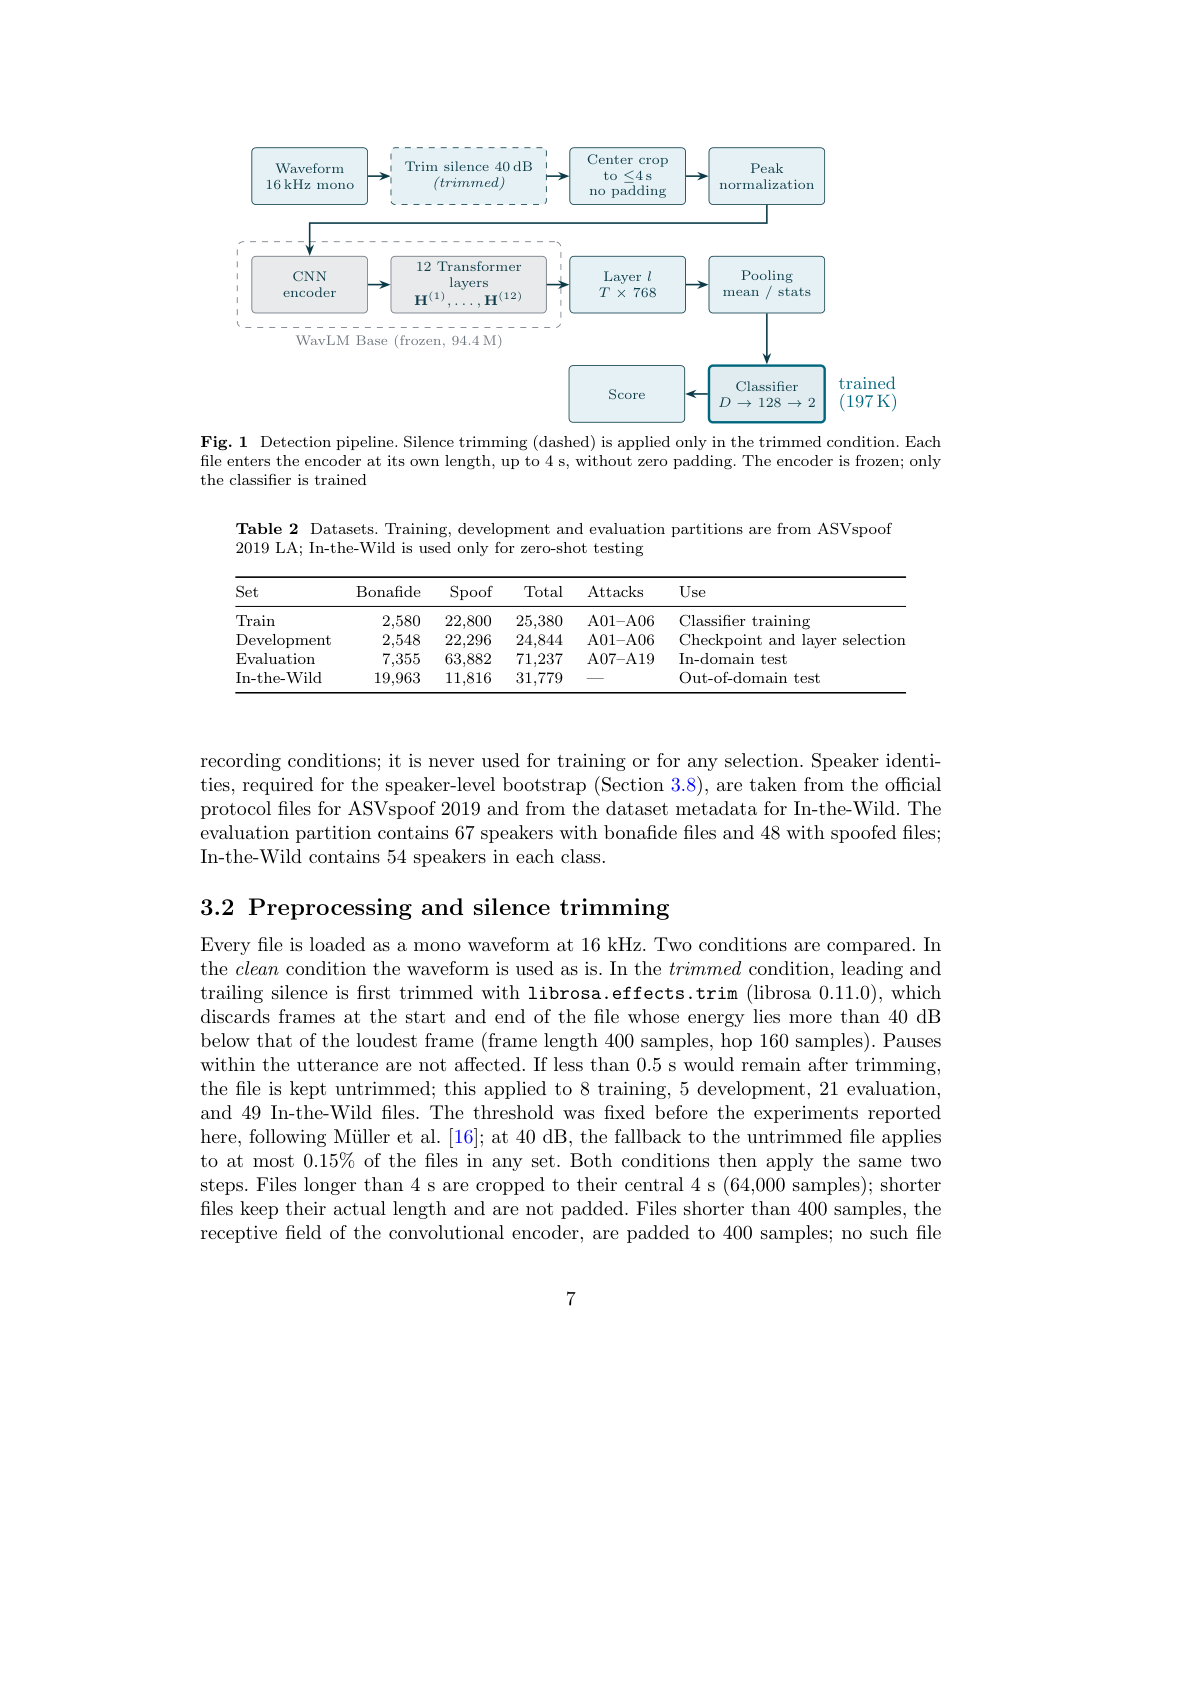 Waveform
16 kHz mono
Trim silence 40 dB
(trimmed)
Center crop
to ≤4 s
no padding
Peak
normalization
CNN
encoder
12 Transformer
layers
H(1), . . . , H(12)
Layer l
T × 768
Pooling
mean / stats
WavLM Base (frozen, 94.4 M)
Score
Classifier
D → 128 → 2
trained
(197 K)
Fig. 1 Detection pipeline. Silence trimming (dashed) is applied only in the trimmed condition. Each
file enters the encoder at its own length, up to 4 s, without zero padding. The encoder is frozen; only
the classifier is trained
Table 2 Datasets. Training, development and evaluation partitions are from ASVspoof
2019 LA; In-the-Wild is used only for zero-shot testing
Set Bonafide Spoof Total Attacks Use
Train 2,580 22,800 25,380 A01–A06 Classifier training
Development 2,548 22,296 24,844 A01–A06 Checkpoint and layer selection
Evaluation 7,355 63,882 71,237 A07–A19 In-domain test
In-the-Wild 19,963 11,816 31,779 — Out-of-domain test
recording conditions; it is never used for training or for any selection. Speaker identi-
ties, required for the speaker-level bootstrap (Section 3.8), are taken from the official
protocol files for ASVspoof 2019 and from the dataset metadata for In-the-Wild. The
evaluation partition contains 67 speakers with bonafide files and 48 with spoofed files;
In-the-Wild contains 54 speakers in each class.
3.2 Preprocessing and silence trimming
Every file is loaded as a mono waveform at 16 kHz. Two conditions are compared. In
the clean condition the waveform is used as is. In the trimmed condition, leading and
trailing silence is first trimmed with librosa.effects.trim (librosa 0.11.0), which
discards frames at the start and end of the file whose energy lies more than 40 dB
below that of the loudest frame (frame length 400 samples, hop 160 samples). Pauses
within the utterance are not affected. If less than 0.5 s would remain after trimming,
the file is kept untrimmed; this applied to 8 training, 5 development, 21 evaluation,
and 49 In-the-Wild files. The threshold was fixed before the experiments reported
here, following Müller et al. [16]; at 40 dB, the fallback to the untrimmed file applies
to at most 0.15% of the files in any set. Both conditions then apply the same two
steps. Files longer than 4 s are cropped to their central 4 s (64,000 samples); shorter
files keep their actual length and are not padded. Files shorter than 400 samples, the
receptive field of the convolutional encoder, are padded to 400 samples; no such file
7